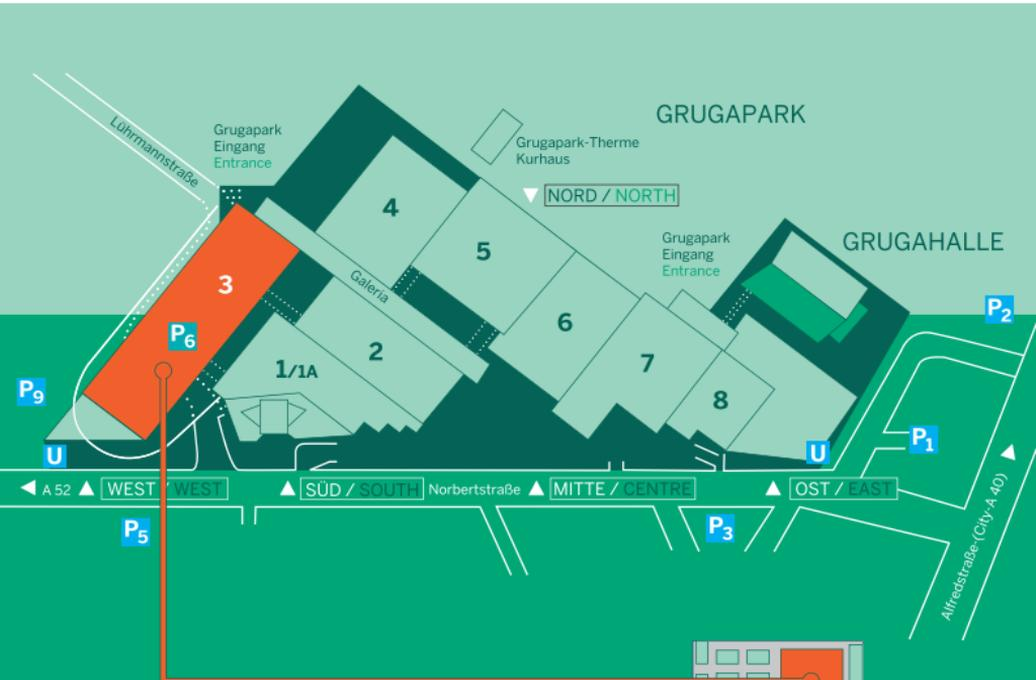 GRUGAPARK
Lührmannstraße
Grugapark
Eingang
Entrance
Grugapark-Therme
Kurhaus
NORD / NORTH
4
5
Grugapark
Eingang
Entrance
GRUGAHALLE
3
Galeria
P2
P6
6
2
1/1A
7
8
P9
U
U
P1
A 52
WEST / WEST
SÜD / SOUTH
Norbertstraße
MITTE / CENTRE
OST / EAST
P5
P3
Alfredstraße (City-A 40)